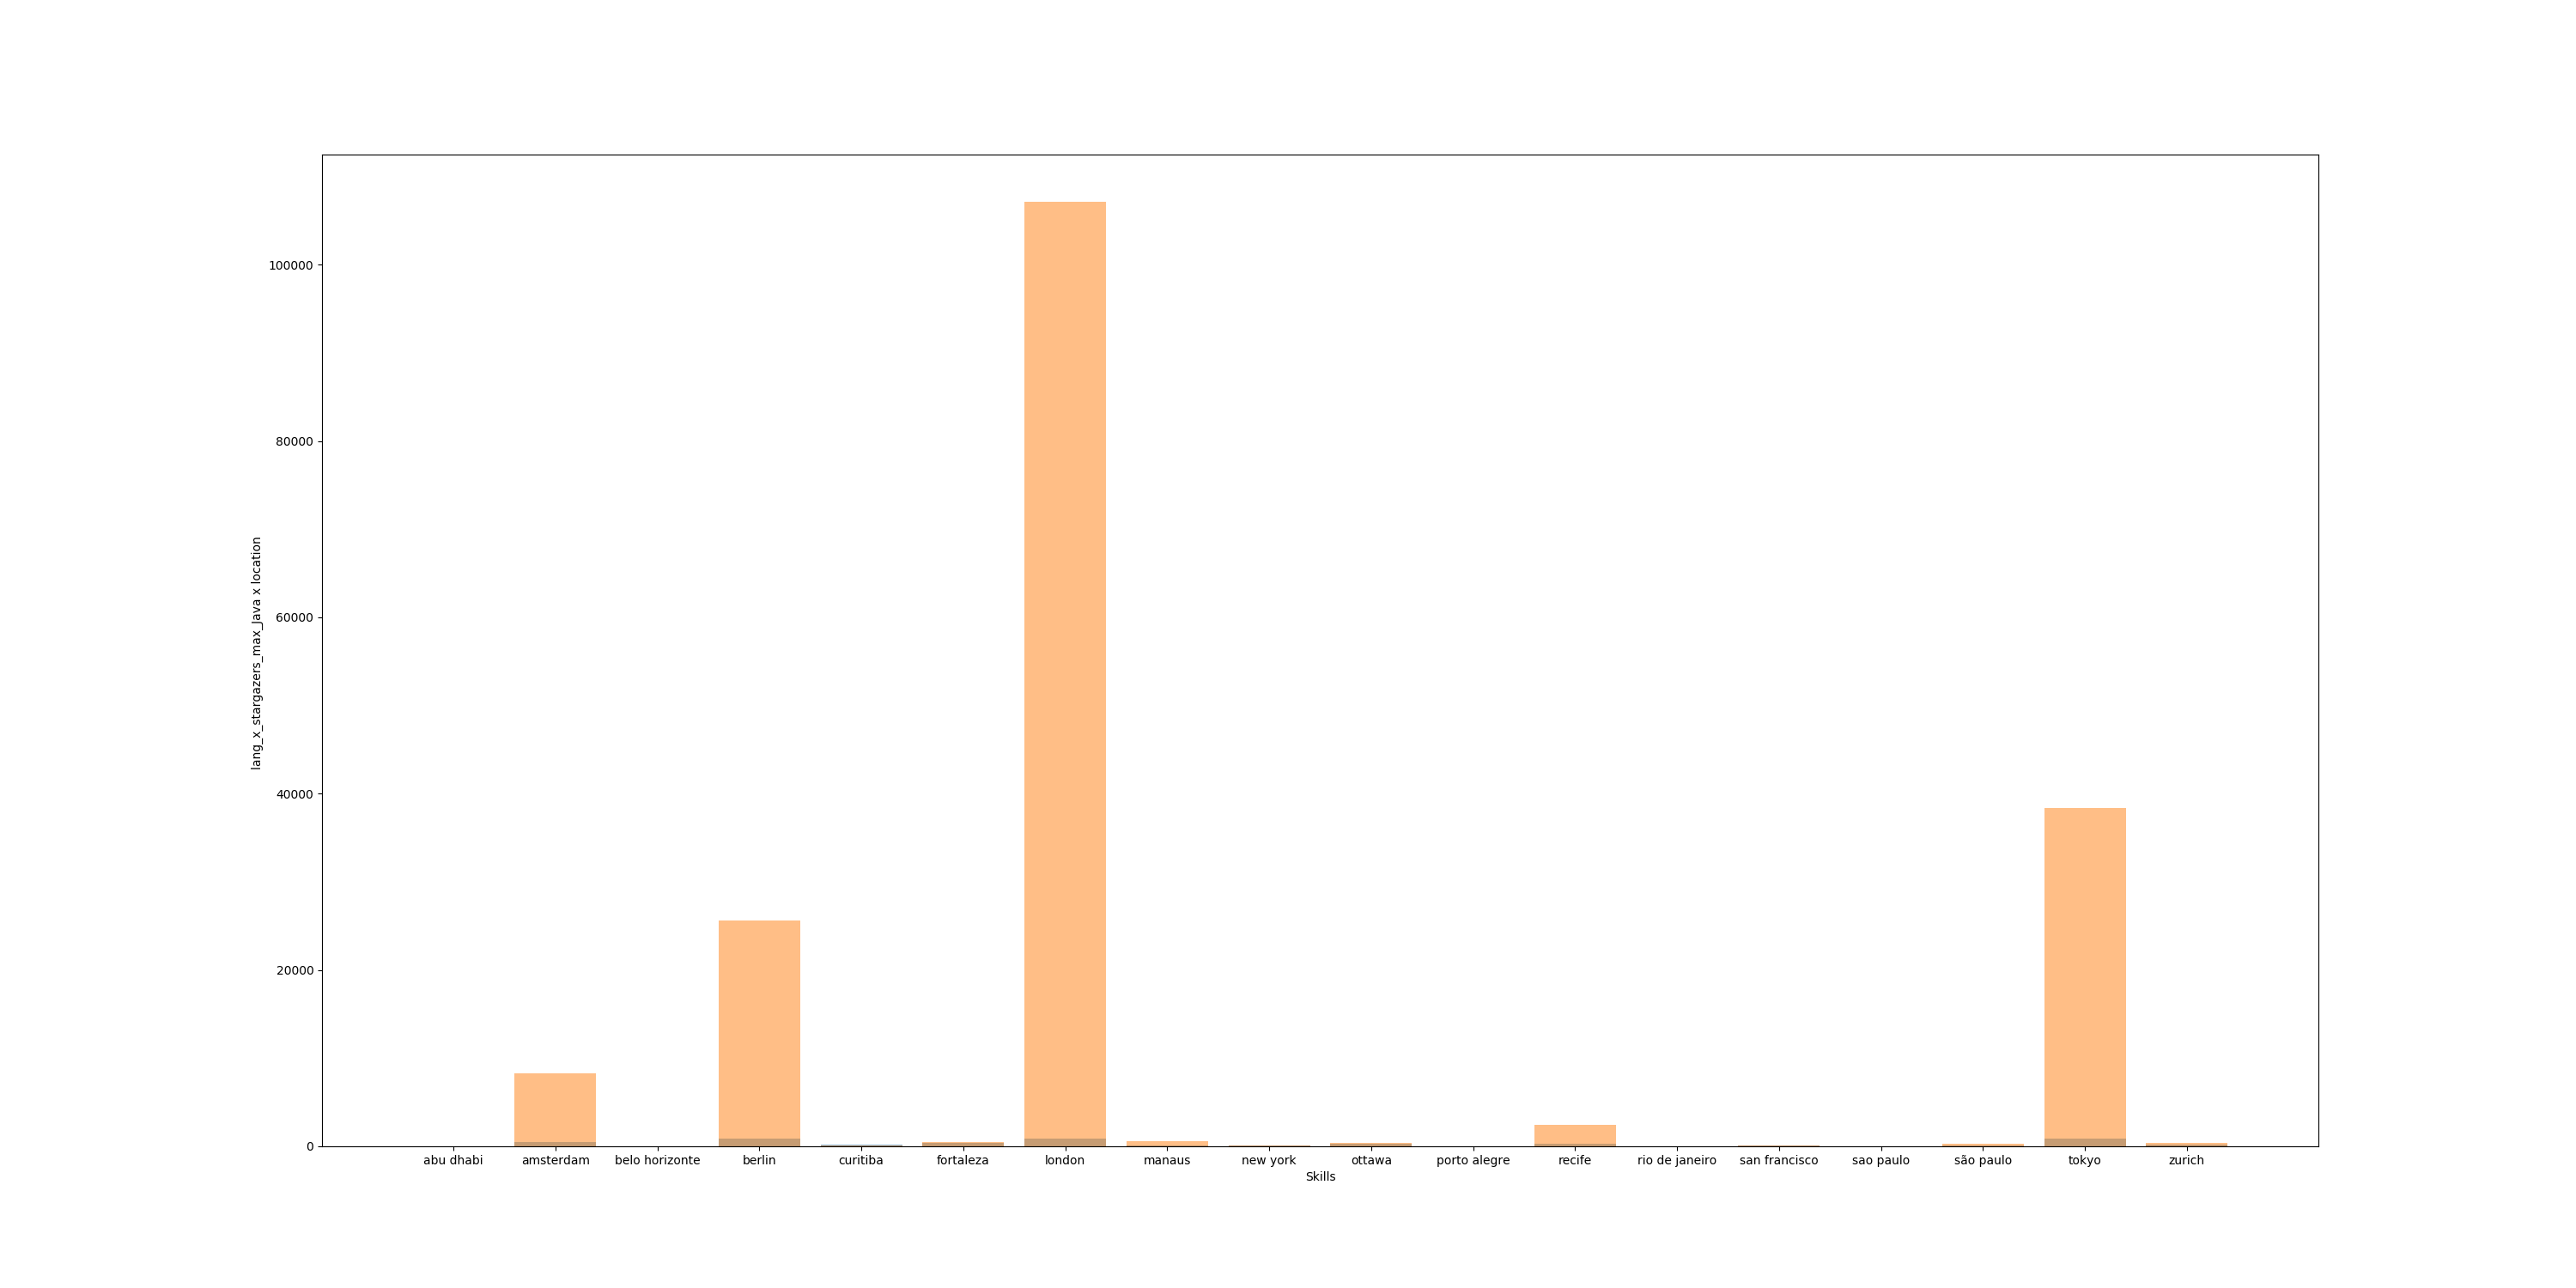 100000
80000
60000
40000
20000
0
lang_x_stargazers_max_Java x location
abu dhabi amsterdam belo horizonte berlin curitiba fortaleza london manaus new york ottawa porto alegre recife rio de janeiro san francisco sao paulo são paulo tokyo zurich
Skills